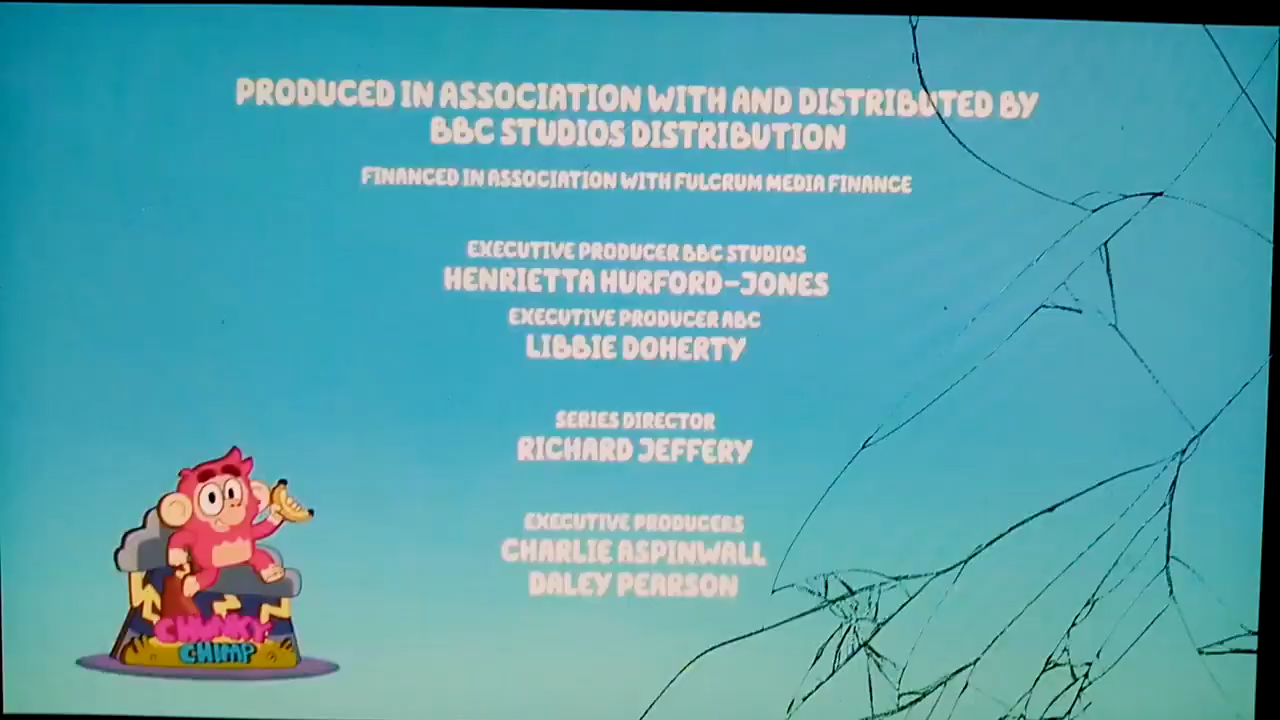 PRODUCED IN ASSOCIATION WITH AND DISTRIBUTED BY
BBC STUDIOS DISTRIBUTION
FINANCED IN ASSOCIATION WITH FULCRUM MEDIA FINANCE
EXECUTIVE PRODUCER BBC STUDIOS
HENRIETTA HURFORD-JONES
EXECUTIVE PRODUCER ABC
LIBBIE DOHERTY
SERIES DIRECTOR
RICHARD JEFFERY
EXECUTIVE PRODUCERS
CHARLIE ASPINWALL
DALEY PEARSON
CHUNKY
CHIMP